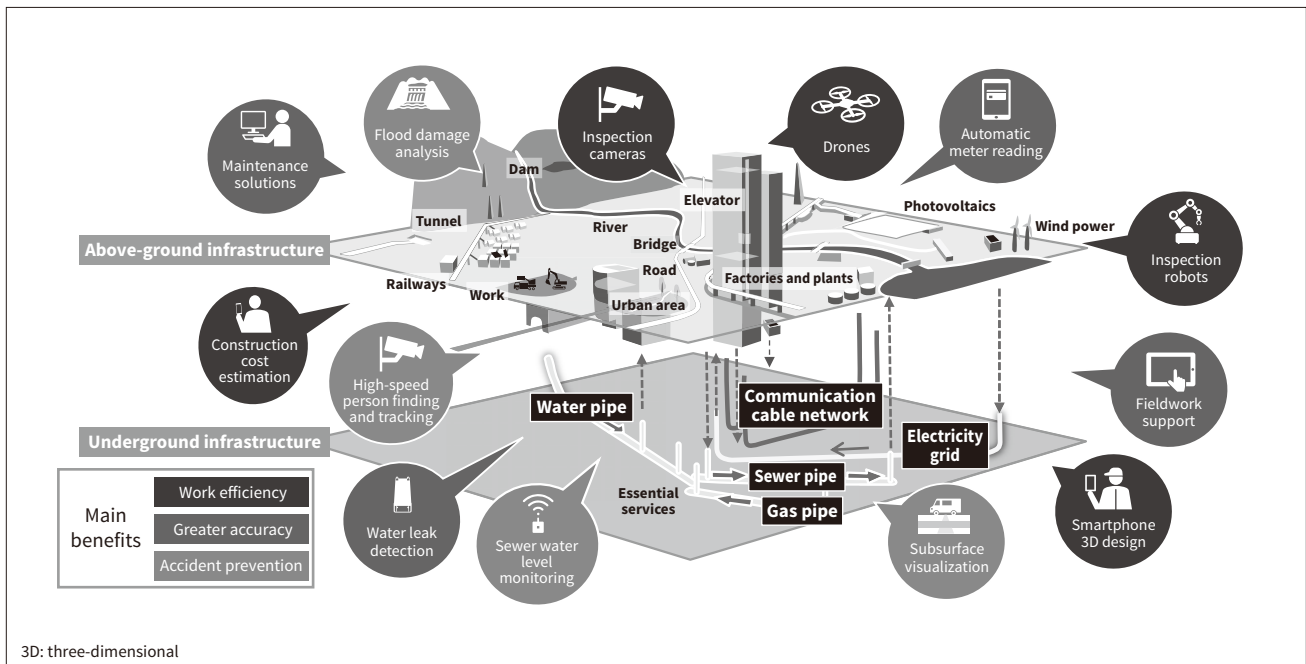 Flood damage
analysis
Inspection
cameras
Drones
Automatic
meter reading
Maintenance
solutions
Dam
Elevator
Photovoltaics
Tunnel
River
Wind power
Bridge
Above-ground infrastructure
Inspection
robots
Road
Factories and plants
Railways
Work
Urban area
Construction
cost
estimation
High-speed
person finding
and tracking
Water pipe
Communication
cable network
Fieldwork
support
Underground infrastructure
Electricity
grid
Sewer pipe
Essential
services
Gas pipe
Main
benefits
Work efficiency
Greater accuracy
Accident prevention
Water leak
detection
Sewer water
level
monitoring
Subsurface
visualization
Smartphone
3D design
3D: three-dimensional